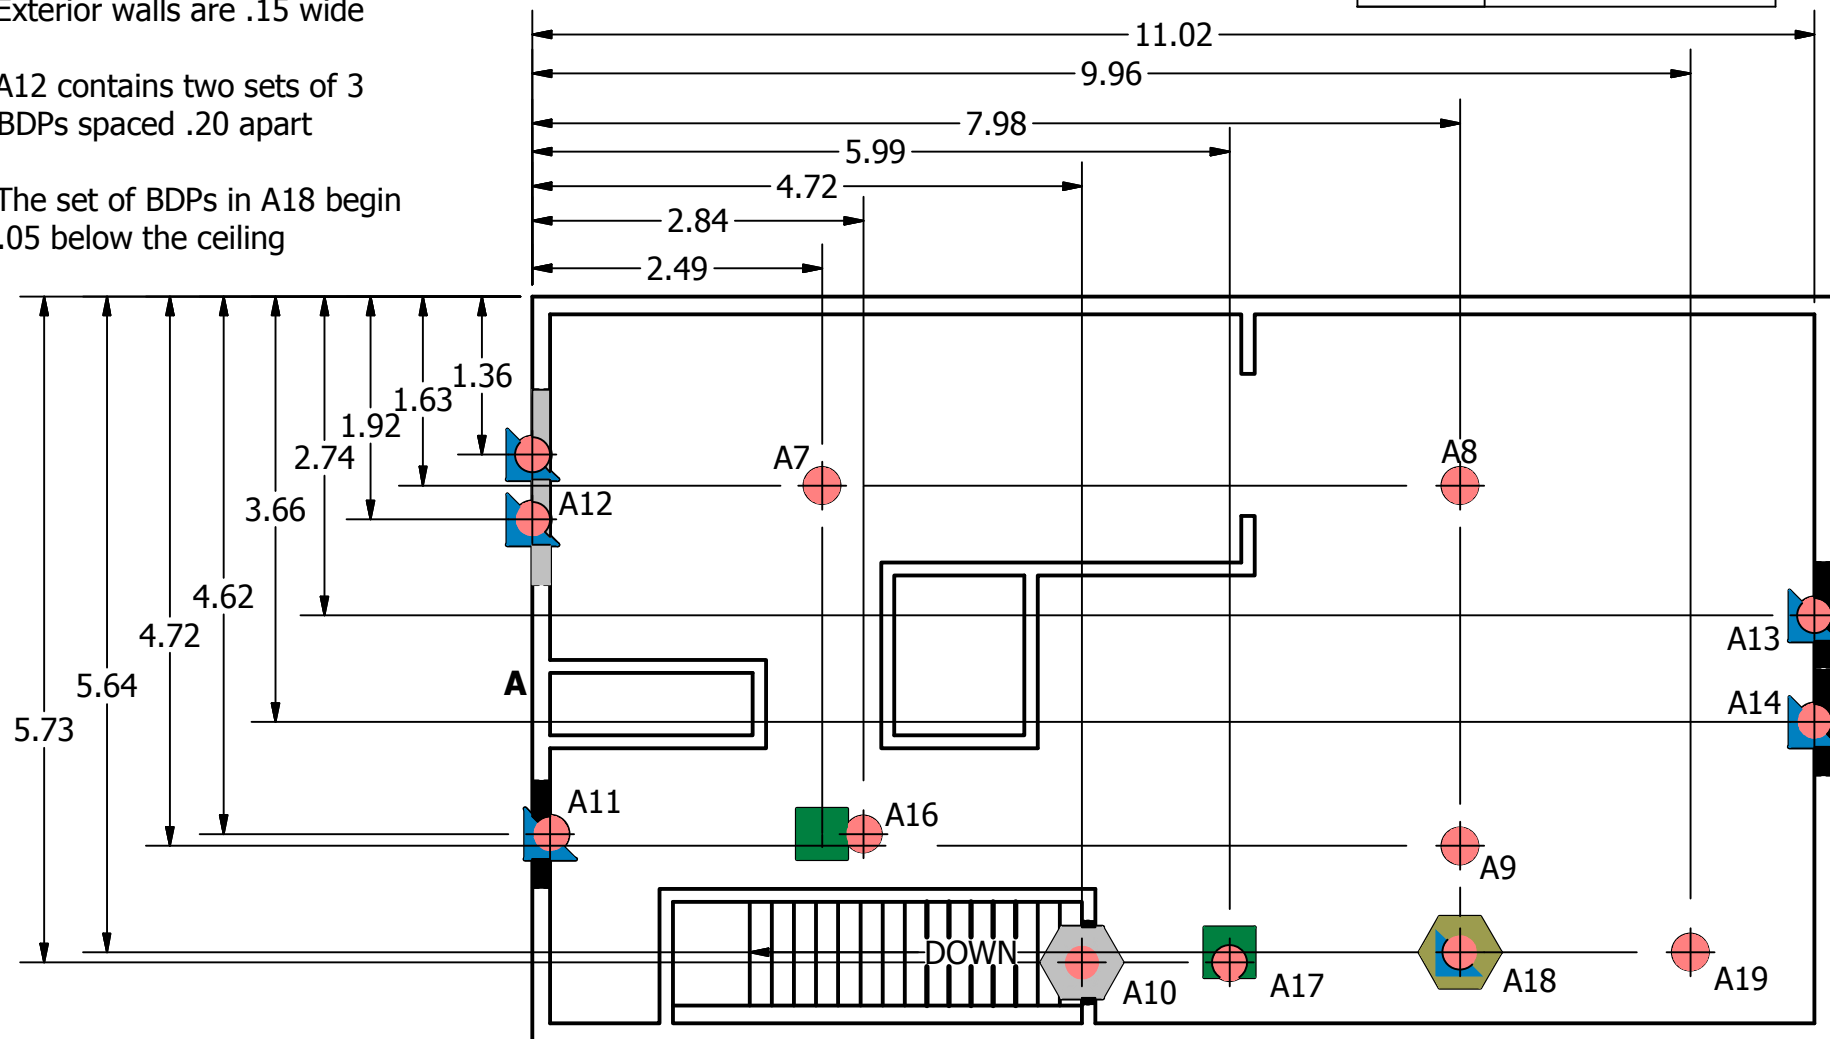 Exterior walls are .15 wide
A12 contains two sets of 3
BDPs spaced .20 apart
The set of BDPs in A18 begin
.05 below the ceiling
11.02
9.96
7.98
5.99
4.72
2.84
2.49
1.36
1.63
1.92
2.74
3.66
4.62
4.72
5.64
5.73
A7
A8
A12
A13
A
A14
A11
A16
A9
DOWN
A10
A17
A18
A19